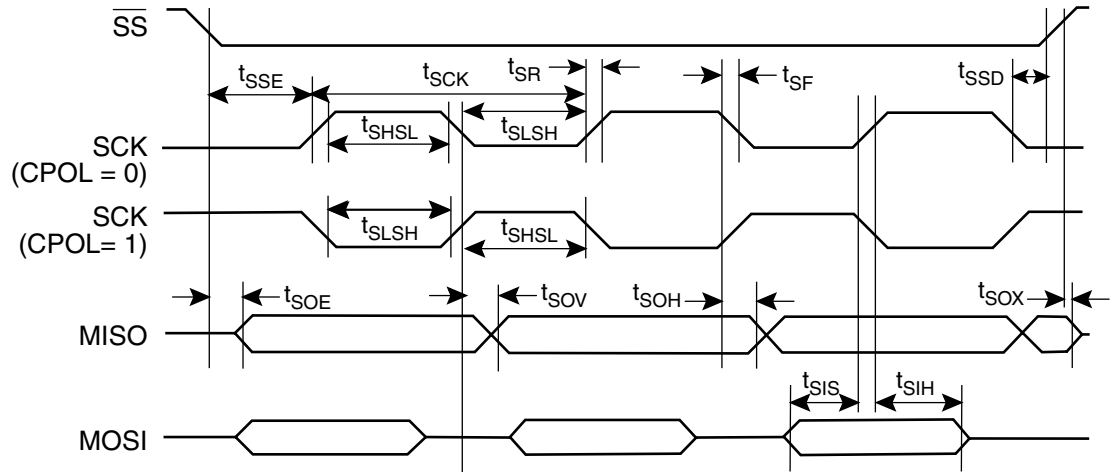 SS
tSSE
tSCK
tSR
tSF
tSSD
tSHSL
tSLSH
SCK
(CPOL = 0)
SCK
(CPOL= 1)
tSLSH
tSHSL
tSOE
tSOV
tSOH
tSOX
MISO
tSIS
tSIH
MOSI